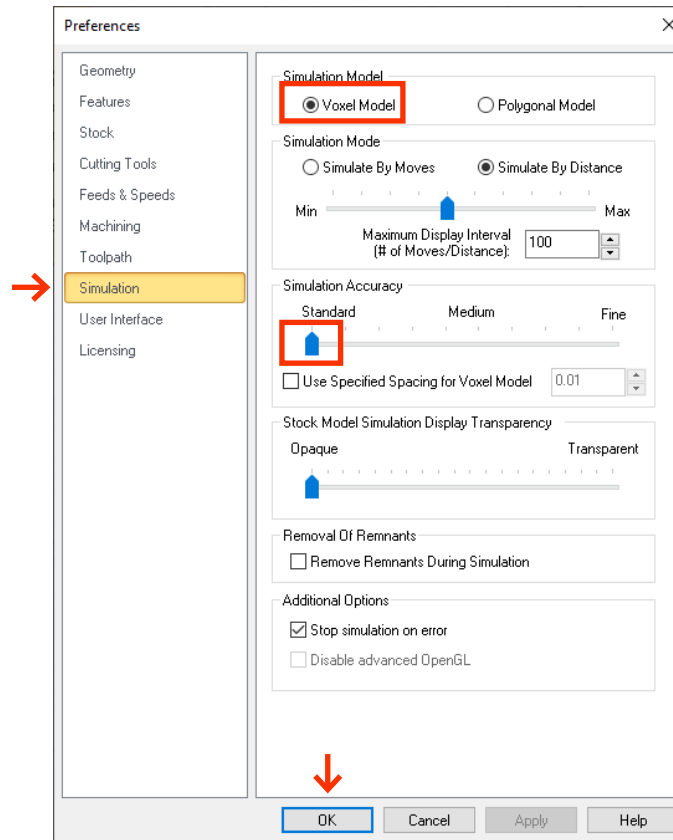 Preferences
Geometry
Features
Stock
Cutting Tools
Feeds & Speeds
Machining
Toolpath
Simulation
User Interface
Licensing
Simulation Model
Voxel Model Polygonal Model
Simulation Mode
Simulate By Moves Simulate By Distance
Min Max
Maximum Display Interval
(# of Moves/Distance): 100
Simulation Accuracy
Standard Medium Fine
Use Specified Spacing for Voxel Model 0.01
Stock Model Simulation Display Transparency
Opaque Transparent
Removal Of Remnants
Remove Remnants During Simulation
Additional Options
Stop simulation on error
Disable advanced OpenGL
OK Cancel Apply Help